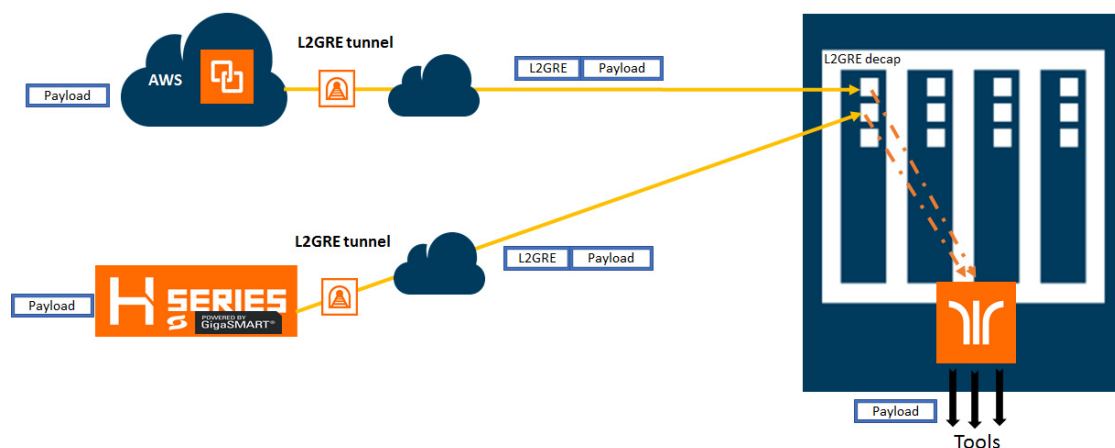 L2GRE tunnel
AWS
Payload
L2GRE Payload
L2GRE decap
L2GRE tunnel
L2GRE Payload
Payload
H SERIES
POWERED BY
GigaSMART®
Payload
Tools